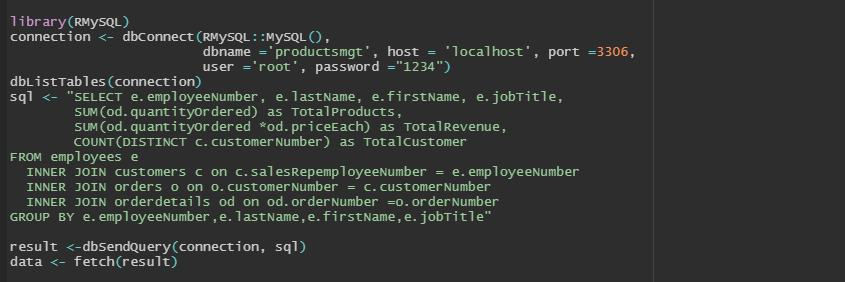 library(RMySQL)
connection <- dbConnect(RMySQL::MySQL(),
                        dbname ='productsmgt', host = 'localhost', port =3306,
                        user ='root', password ="1234")
dbListTables(connection)
sql <- "SELECT e.employeeNumber, e.lastName, e.firstName, e.jobTitle,
        SUM(od.quantityOrdered) as TotalProducts,
        SUM(od.quantityOrdered *od.priceEach) as TotalRevenue,
        COUNT(DISTINCT c.customerNumber) as TotalCustomer
FROM employees e
  INNER JOIN customers c on c.salesRepemployeeNumber = e.employeeNumber
  INNER JOIN orders o on o.customerNumber = c.customerNumber
  INNER JOIN orderdetails od on od.orderNumber =o.orderNumber
GROUP BY e.employeeNumber,e.lastName,e.firstName,e.jobTitle"

result <-dbSendQuery(connection, sql)
data <- fetch(result)